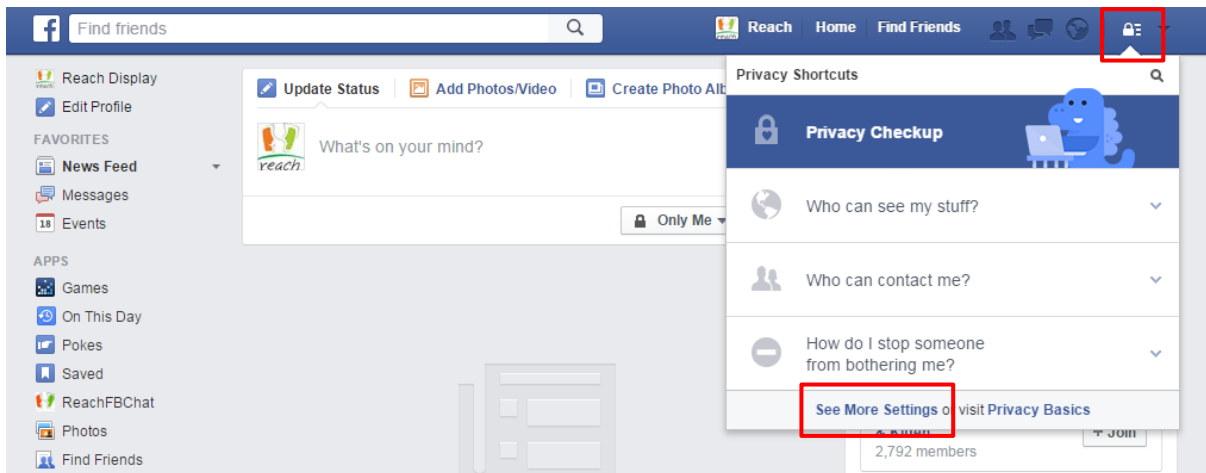 f
Find friends
Reach Home Find Friends
Reach Display
Edit Profile
FAVORITES
News Feed
Messages
18 Events
APPS
Games
On This Day
Pokes
Saved
ReachFBChat
Photos
Find Friends
Update Status
Add Photos/Video
Create Photo Alb
reach
What's on your mind?
Only Me
Privacy Shortcuts
Privacy Checkup
Who can see my stuff?
Who can contact me?
How do I stop someone
from bothering me?
See More Settings or visit Privacy Basics
+ Join
2,792 members